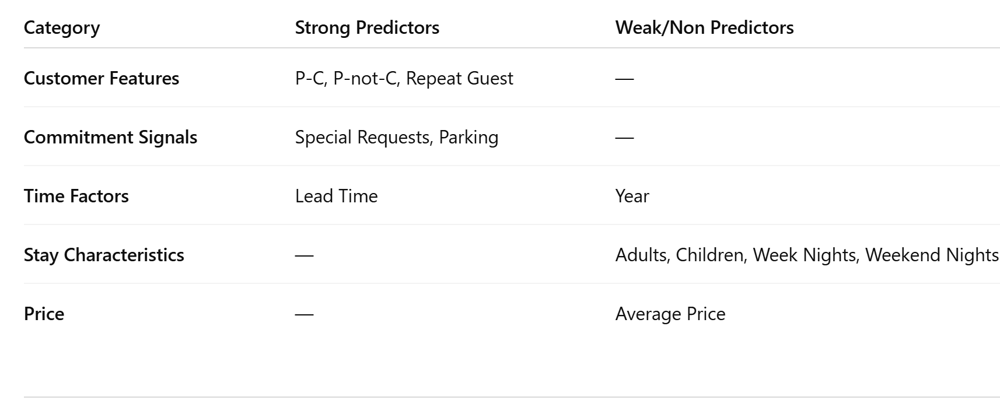 Category Strong Predictors Weak/Non Predictors
Customer Features P-C, P-not-C, Repeat Guest —
Commitment Signals Special Requests, Parking —
Time Factors Lead Time Year
Stay Characteristics — Adults, Children, Week Nights, Weekend Nights
Price — Average Price